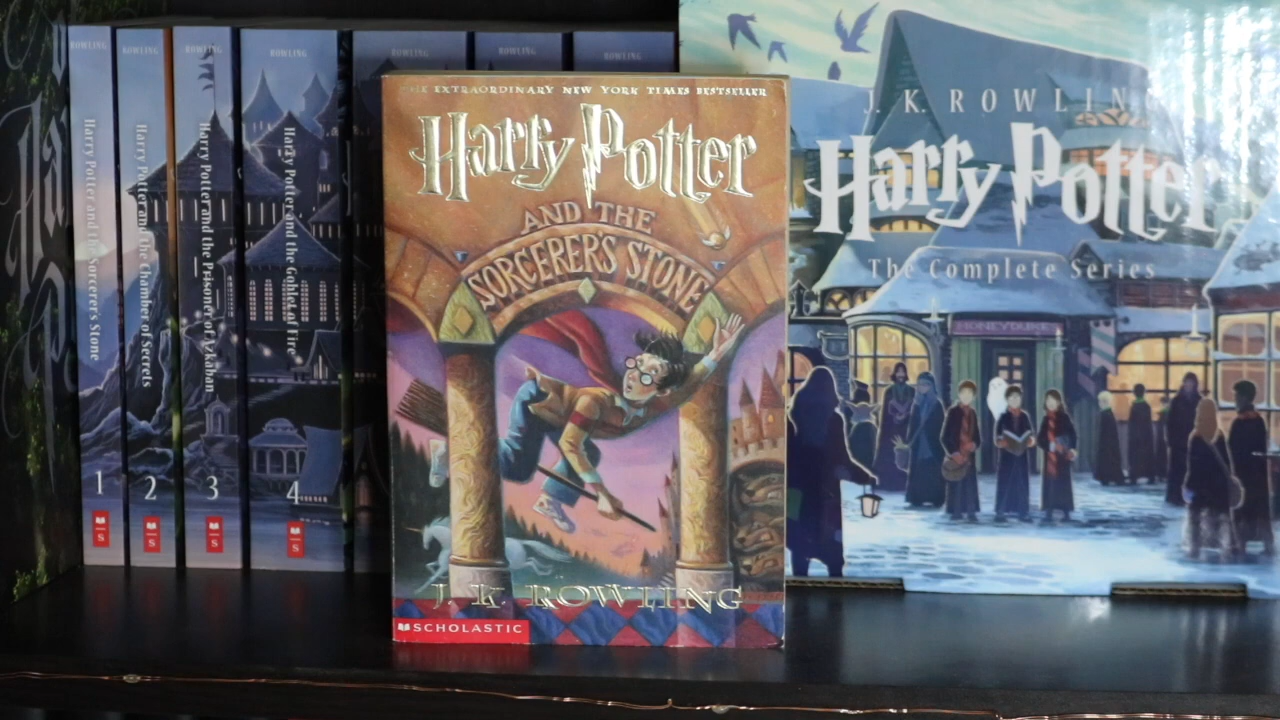 ROWLING
Harry Potter and the Sorcerer's Stone
1
S
ROWLING
Harry Potter and the Chamber of Secrets
2
S
ROWLING
Harry Potter and the Prisoner of Azkaban
3
S
ROWLING
Harry Potter and the Goblet of Fire
4
S
ROWLING
ROWLING
ROWLING
THE EXTRAORDINARY NEW YORK TIMES BESTSELLER
Harry Potter
AND THE
SORCERER'S STONE
J. K. ROWLING
SCHOLASTIC
J. K. ROWLING
Harry Potter
The Complete Series
HONEYDUKES